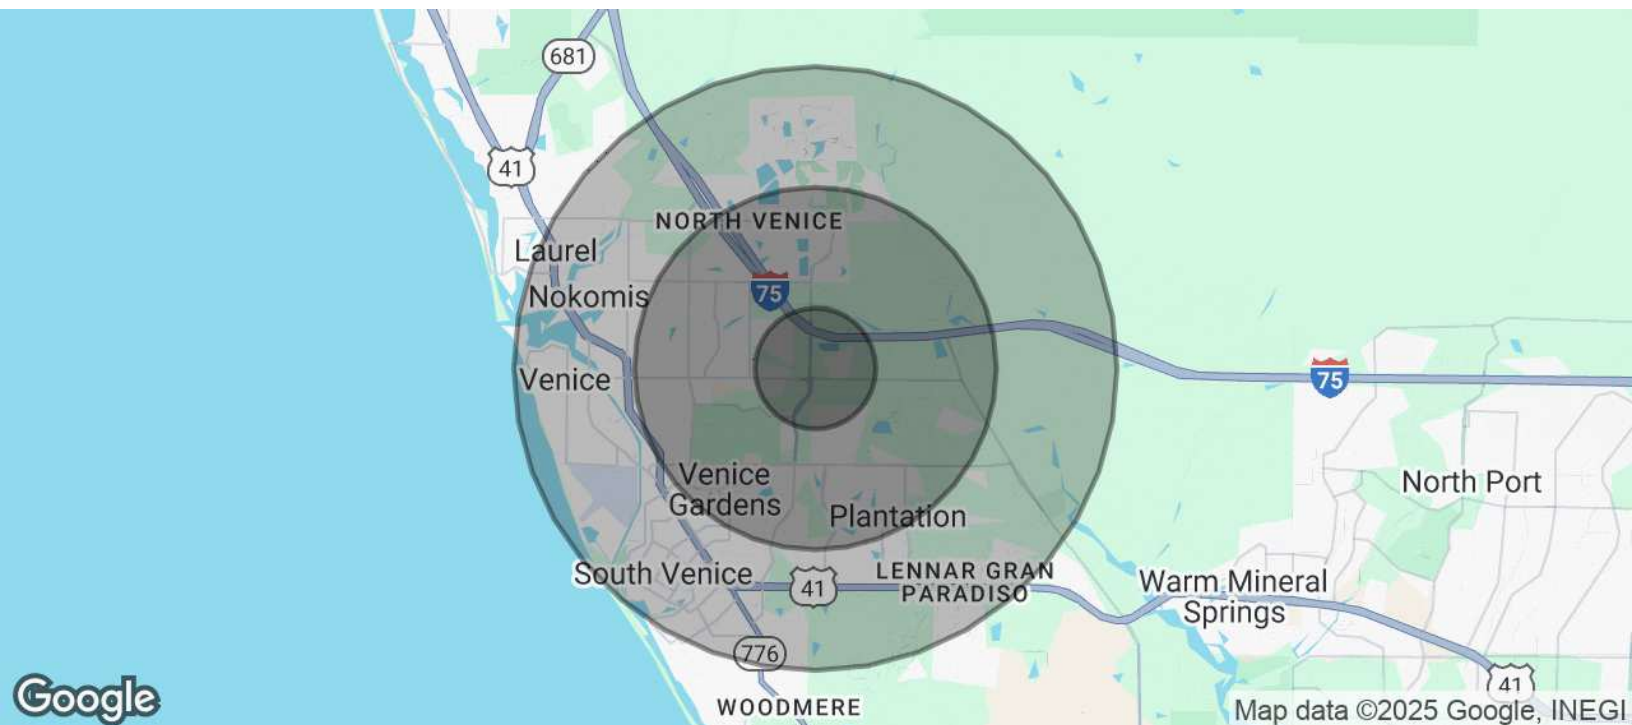 681
41
NORTH VENICE
Laurel
75
Nokomis
Venice
75
Venice
Gardens
North Port
Plantation
South Venice
41
LENNAR GRAN
PARADISO
Warm Mineral
Springs
776
41
Google
WOODMERE
Map data ©2025 Google, INEGI